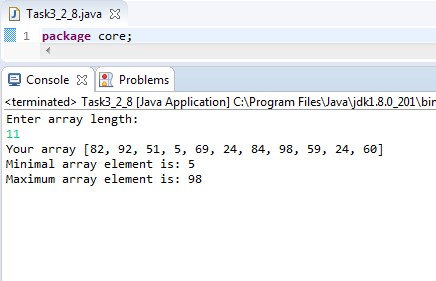 Task3_2_8.java
1 package core;
Console Problems
<terminated> Task3_2_8 [Java Application] C:\Program Files\Java\jdk1.8.0_201\bin
Enter array length:
11
Your array [82, 92, 51, 5, 69, 24, 84, 98, 59, 24, 60]
Minimal array element is: 5
Maximum array element is: 98